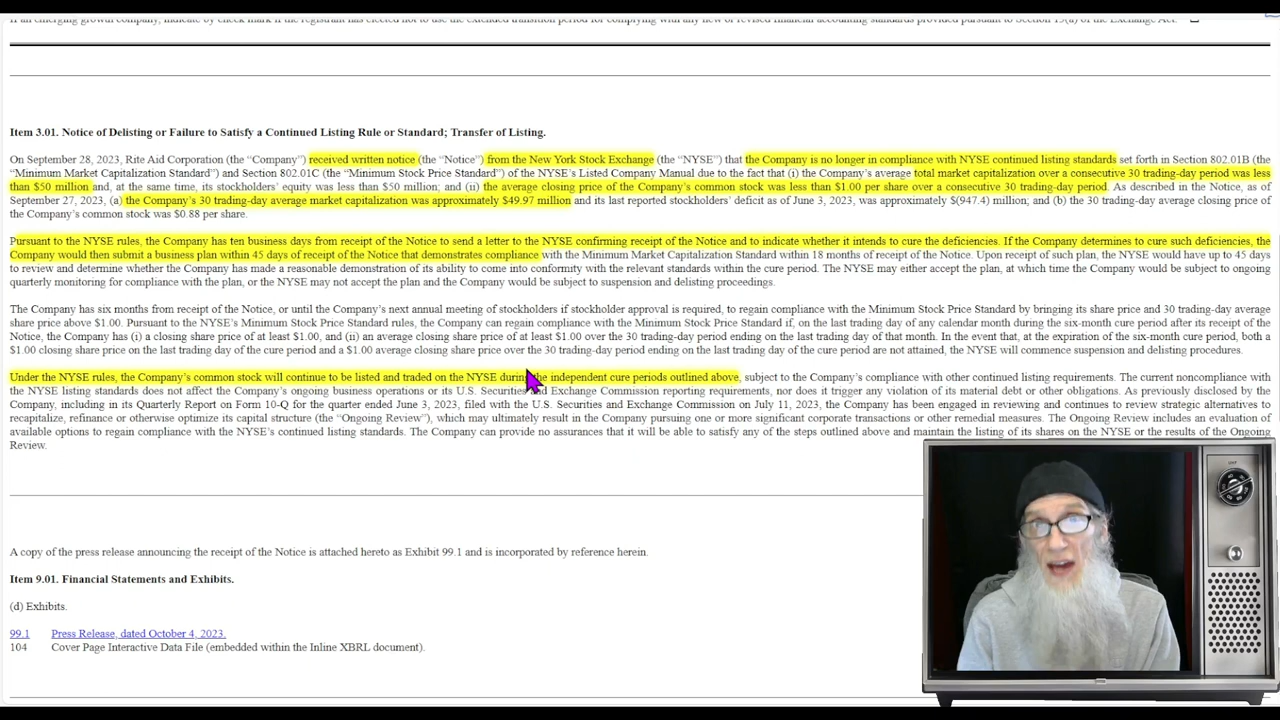 If an emerging growth company, indicate by check mark if the registrant has elected not to use the extended transition period for complying with any new or revised financial accounting standards provided pursuant to Section 13(a) of the Exchange Act.
Item 3.01. Notice of Delisting or Failure to Satisfy a Continued Listing Rule or Standard; Transfer of Listing.
On September 28, 2023, Rite Aid Corporation (the “Company”) received written notice (the “Notice”) from the New York Stock Exchange (the “NYSE”) that the Company is no longer in compliance with NYSE continued listing standards set forth in Section 802.01B (the
“Minimum Market Capitalization Standard”) and Section 802.01C (the “Minimum Stock Price Standard”) of the NYSE’s Listed Company Manual due to the fact that (i) the Company’s average total market capitalization over a consecutive 30 trading-day period was less
than $50 million and, at the same time, its stockholders’ equity was less than $50 million; and (ii) the average closing price of the Company’s common stock was less than $1.00 per share over a consecutive 30 trading-day period. As described in the Notice, as of
September 27, 2023, (a) the Company’s 30 trading-day average market capitalization was approximately $49.97 million and its last reported stockholders’ deficit as of June 3, 2023, was approximately $(947.4) million; and (b) the 30 trading-day average closing price of
the Company’s common stock was $0.88 per share.
Pursuant to the NYSE rules, the Company has ten business days from receipt of the Notice to send a letter to the NYSE confirming receipt of the Notice and to indicate whether it intends to cure the deficiencies. If the Company determines to cure such deficiencies, the
Company would then submit a business plan within 45 days of receipt of the Notice that demonstrates compliance with the Minimum Market Capitalization Standard within 18 months of receipt of the Notice. Upon receipt of such plan, the NYSE would have up to 45 days
to review and determine whether the Company has made a reasonable demonstration of its ability to come into conformity with the relevant standards within the cure period. The NYSE may either accept the plan, at which time the Company would be subject to ongoing
quarterly monitoring for compliance with the plan, or the NYSE may not accept the plan and the Company would be subject to suspension and delisting proceedings.
The Company has six months from receipt of the Notice, or until the Company’s next annual meeting of stockholders if stockholder approval is required, to regain compliance with the Minimum Stock Price Standard by bringing its share price and 30 trading-day average
share price above $1.00. Pursuant to the NYSE’s Minimum Stock Price Standard rules, the Company can regain compliance with the Minimum Stock Price Standard if, on the last trading day of any calendar month during the six-month cure period after its receipt of the
Notice, the Company has (i) a closing share price of at least $1.00, and (ii) an average closing share price of at least $1.00 over the 30 trading-day period ending on the last trading day of that month. In the event that, at the expiration of the six-month cure period, both a
$1.00 closing share price on the last trading day of the cure period and a $1.00 average closing share price over the 30 trading-day period ending on the last trading day of the cure period are not attained, the NYSE will commence suspension and delisting procedures.
Under the NYSE rules, the Company’s common stock will continue to be listed and traded on the NYSE during the independent cure periods outlined above, subject to the Company’s compliance with other continued listing requirements. The current noncompliance with
the NYSE listing standards does not affect the Company’s ongoing business operations or its U.S. Securities and Exchange Commission reporting requirements, nor does it trigger any violation of its material debt or other obligations. As previously disclosed by the
Company, including in its Quarterly Report on Form 10-Q for the quarter ended June 3, 2023, filed with the U.S. Securities and Exchange Commission on July 11, 2023, the Company has been engaged in reviewing and continues to review strategic alternatives to
recapitalize, refinance or otherwise optimize its capital structure (the “Ongoing Review”), which may ultimately result in the Company pursuing one or more significant corporate transactions or other remedial measures. The Ongoing Review includes an evaluation of
available options to regain compliance with the NYSE’s continued listing standards. The Company can provide no assurances that it will be able to satisfy any of the steps outlined above and maintain the listing of its shares on the NYSE or the results of the Ongoing
Review.
A copy of the press release announcing the receipt of the Notice is attached hereto as Exhibit 99.1 and is incorporated by reference herein.
Item 9.01. Financial Statements and Exhibits.
(d) Exhibits.
99.1 Press Release, dated October 4, 2023.
104 Cover Page Interactive Data File (embedded within the Inline XBRL document).